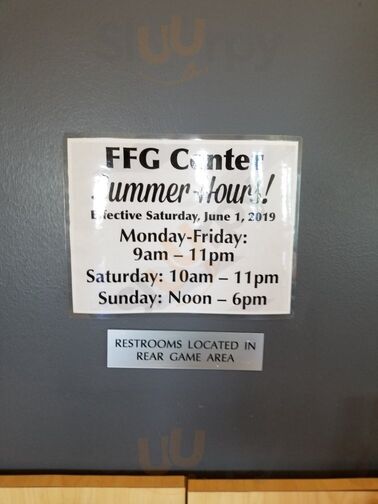 Sluurpy
FFG Center
Summer Hours!
Effective Saturday, June 1, 2019
Monday-Friday:
9am – 11pm
Saturday: 10am – 11pm
Sunday: Noon – 6pm
RESTROOMS LOCATED IN
REAR GAME AREA